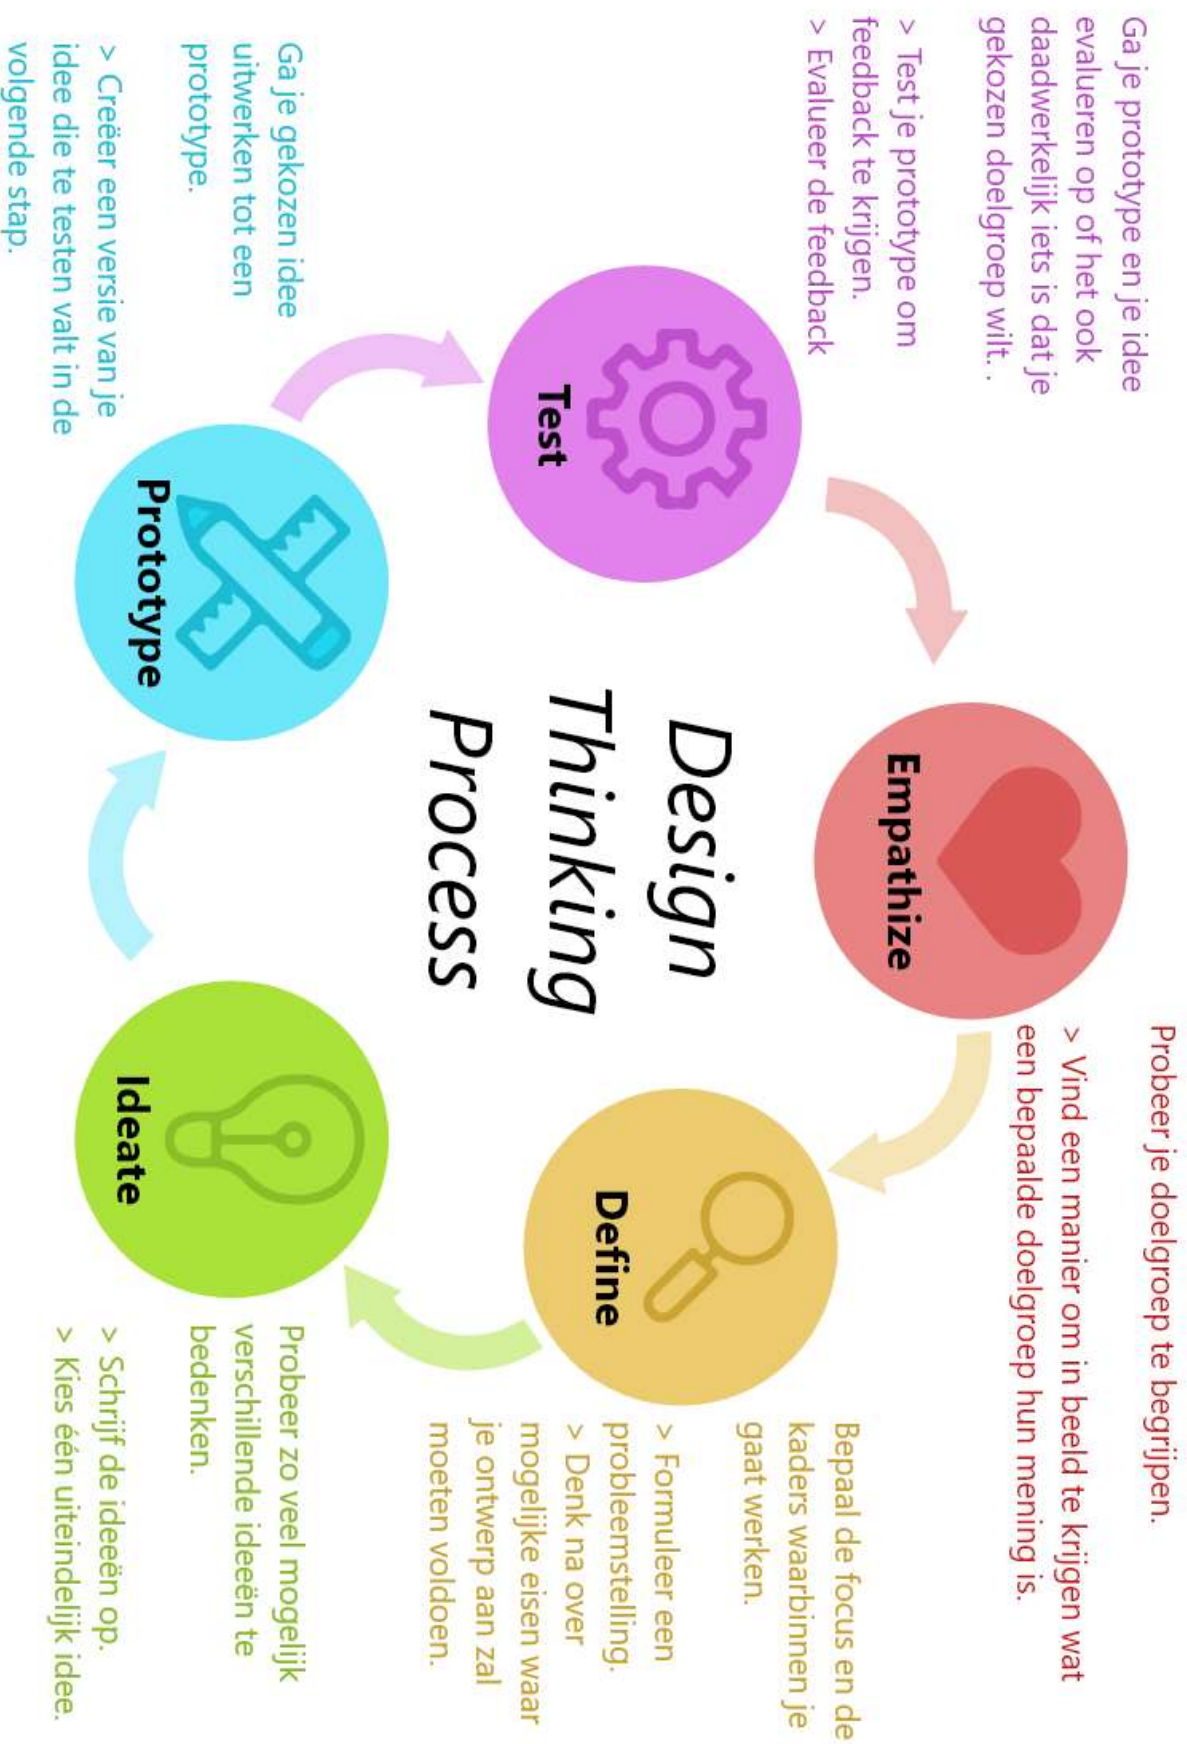 Design
Thinking
Process
Empathize
Probeer je doelgroep te begrijpen.
> Vind een manier om in beeld te krijgen wat
een bepaalde doelgroep hun mening is.
Define
Bepaal de focus en de
kaders waarbinnen je
gaat werken.
> Formuleer een
probleemstelling.
> Denk na over
mogelijke eisen waar
je ontwerp aan zal
moeten voldoen.
Ideate
Probeer zo veel mogelijk
verschillende ideeën te
bedenken.
> Schrijf de ideeën op.
> Kies één uiteindelijk idee.
Prototype
Ga je gekozen idee
uitwerken tot een
prototype.
> Creëer een versie van je
idee die te testen valt in de
volgende stap.
Test
Ga je prototype en je idee
evalueren op of het ook
daadwerkelijk iets is dat je
gekozen doelgroep wilt. .
> Test je prototype om
feedback te krijgen.
> Evalueer de feedback